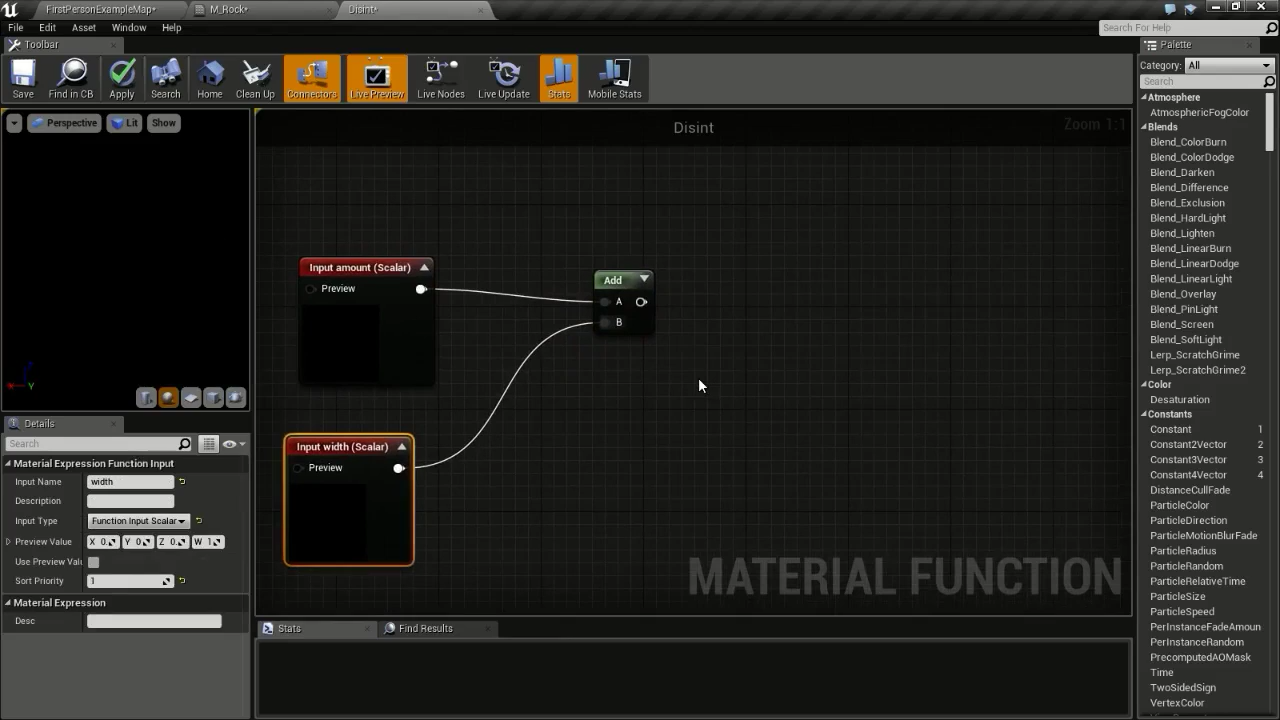 FirstPersonExampleMap*
M_Rock*
Disint*
File Edit Asset Window Help
Search For Help
Toolbar
Palette
Save
Find in CB
Apply
Search
Home
Clean Up
Connectors
Live Preview
Live Nodes
Live Update
Stats
Mobile Stats
Category: All
Search
Atmosphere
AtmosphericFogColor
Blends
Blend_ColorBurn
Blend_ColorDodge
Blend_Darken
Blend_Difference
Blend_Exclusion
Blend_HardLight
Blend_Lighten
Blend_LinearBurn
Blend_LinearDodge
Blend_LinearLight
Blend_Overlay
Blend_PinLight
Blend_Screen
Blend_SoftLight
Lerp_ScratchGrime
Lerp_ScratchGrime2
Color
Desaturation
Constants
Constant 1
Constant2Vector 2
Constant3Vector 3
Constant4Vector 4
DistanceCullFade
ParticleColor
ParticleDirection
ParticleMotionBlurFade
ParticleRadius
ParticleRandom
ParticleRelativeTime
ParticleSize
ParticleSpeed
PerInstanceFadeAmoun
PerInstanceRandom
PrecomputedAOMask
Time
TwoSidedSign
VertexColor
Perspective
Lit
Show
Y
Disint
Zoom 1:1
Input amount (Scalar)
Preview
Add
A
B
Input width (Scalar)
Preview
MATERIAL FUNCTION
Details
Search
Material Expression Function Input
Input Name width
Description
Input Type Function Input Scalar
Preview Value X 0. Y 0. Z 0. W 1
Use Preview Valu
Sort Priority 1
Material Expression
Desc
Stats
Find Results